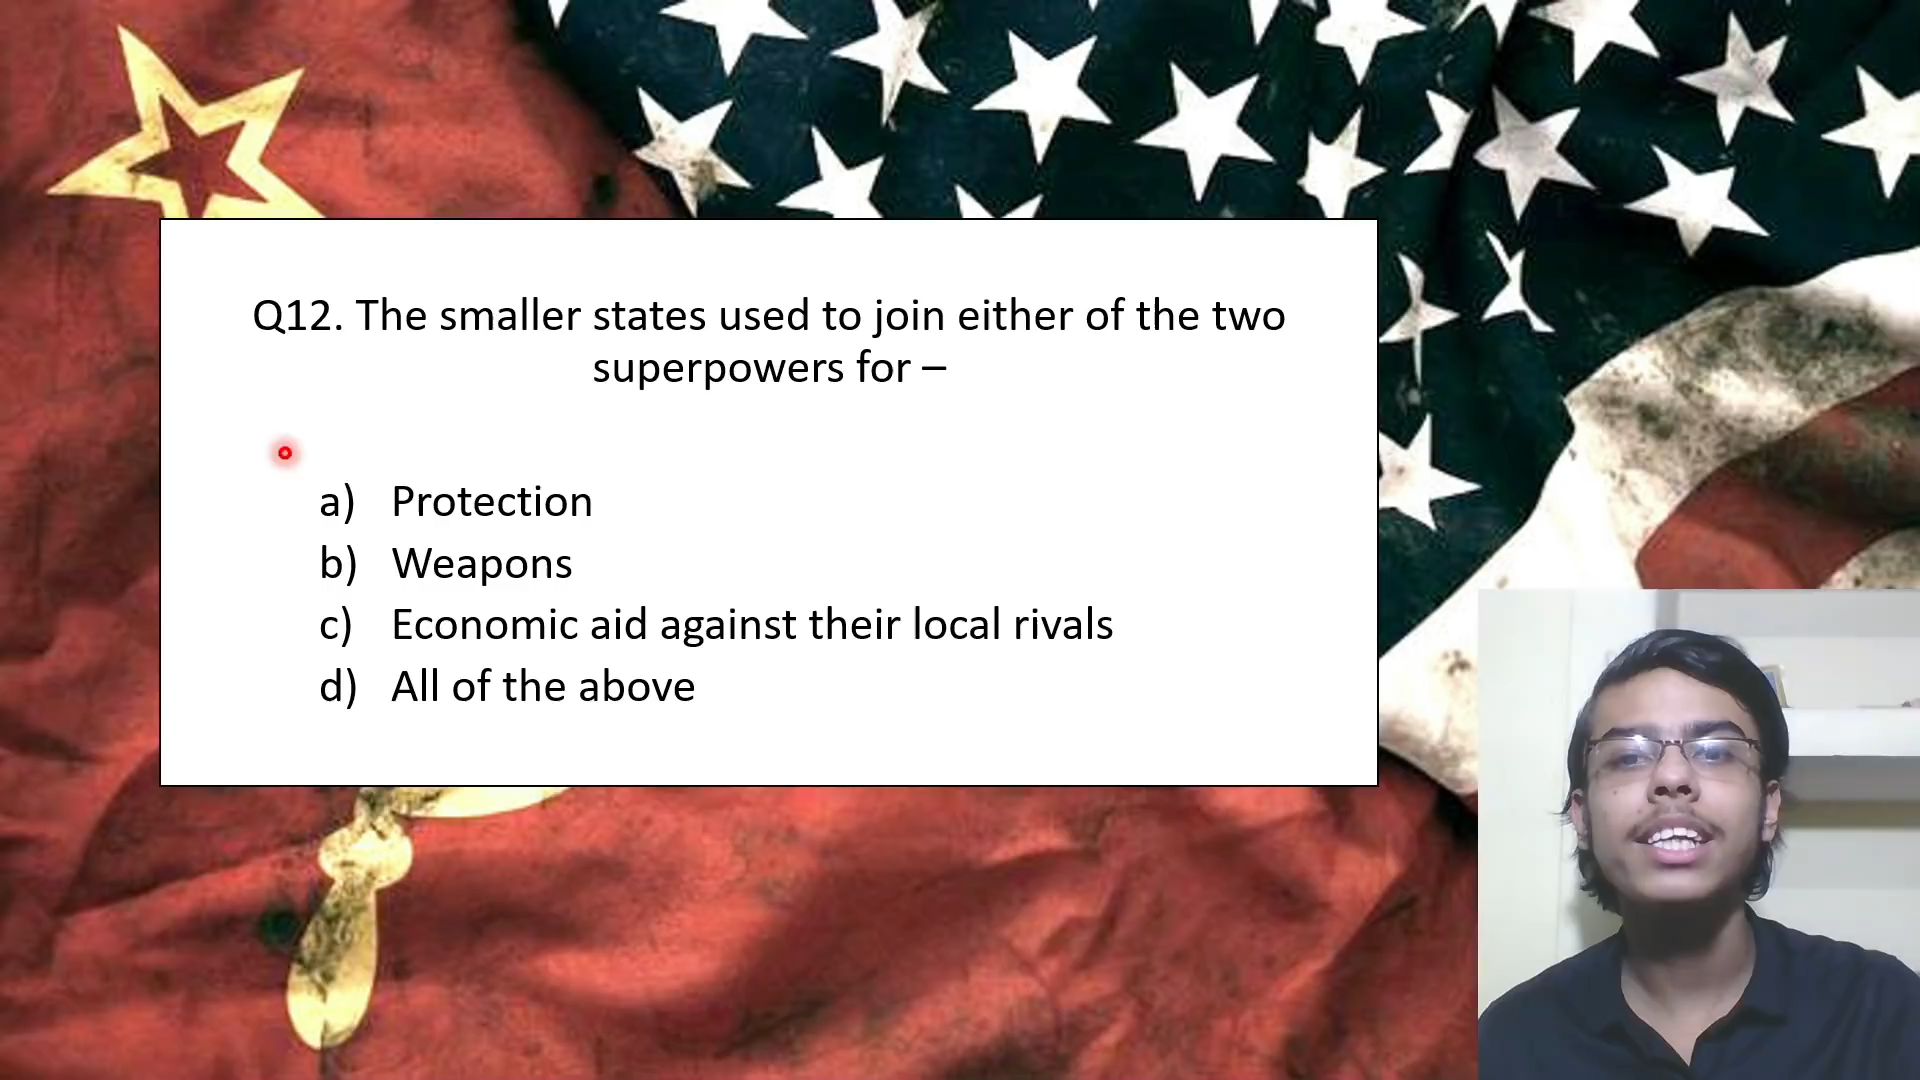 Q12. The smaller states used to join either of the two
superpowers for –
a) Protection
b) Weapons
c) Economic aid against their local rivals
d) All of the above